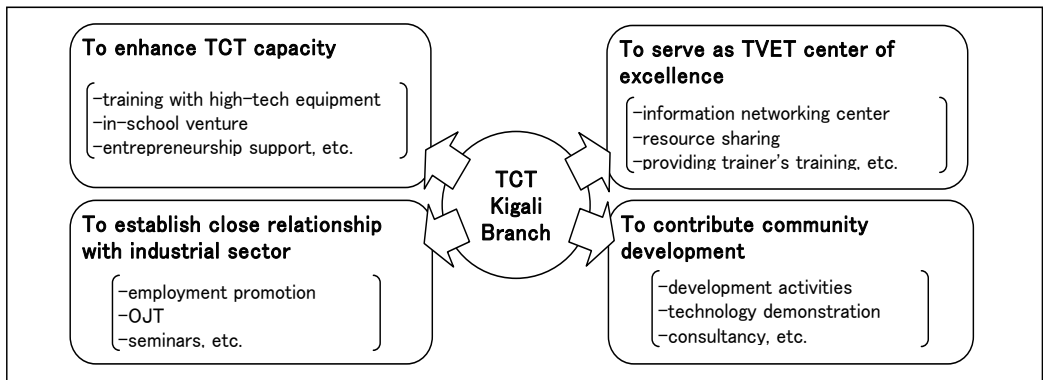 To enhance TCT capacity
-training with high-tech equipment
-in-school venture
-entrepreneurship support, etc.
To serve as TVET center of
excellence
-information networking center
-resource sharing
-providing trainer's training, etc.
TCT
Kigali
Branch
To establish close relationship
with industrial sector
-employment promotion
-OJT
-seminars, etc.
To contribute community
development
-development activities
-technology demonstration
-consultancy, etc.